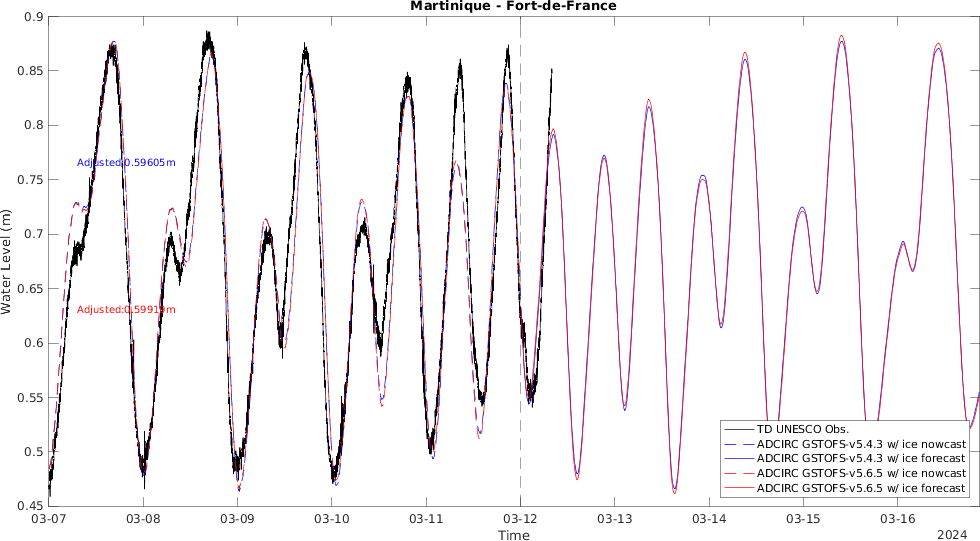 Martinique - Fort-de-France
0.9
0.85
0.8
0.75
0.7
0.65
0.6
0.55
0.5
0.45
Water Level (m)
Adjusted:0.59605m
Adjusted:0.59919m
TD UNESCO Obs.
ADCIRC GSTOFS-v5.4.3 w/ ice nowcast
ADCIRC GSTOFS-v5.4.3 w/ ice forecast
ADCIRC GSTOFS-v5.6.5 w/ ice nowcast
ADCIRC GSTOFS-v5.6.5 w/ ice forecast
03-07 03-08 03-09 03-10 03-11 03-12 03-13 03-14 03-15 03-16
Time
2024